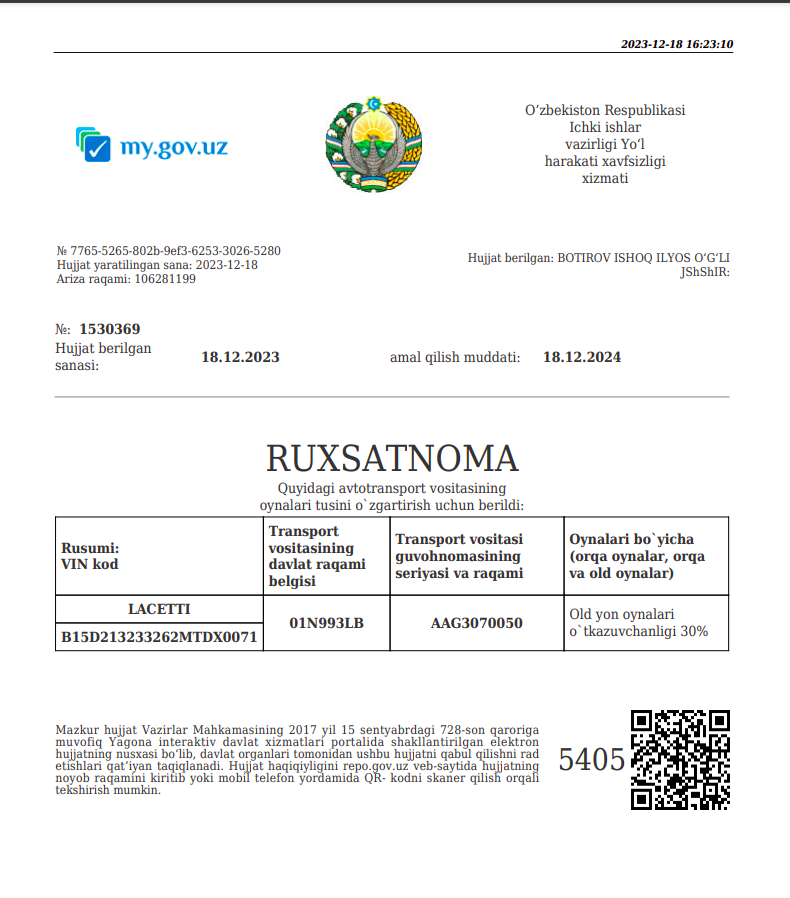 2023-12-18 16:23:10
my.gov.uz
O‘zbekiston Respublikasi
Ichki ishlar
vazirligi Yo‘l
harakati xavfsizligi
xizmati
№ 7765-5265-802b-9ef3-6253-3026-5280
Hujjat yaratilingan sana: 2023-12-18
Ariza raqami: 106281199
Hujjat berilgan: BOTIROV ISHOQ ILYOS O‘G‘LI
JShShIR:
№: 1530369
Hujjat berilgan
sanasi:
18.12.2023
amal qilish muddati:
18.12.2024
RUXSATNOMA
Quyidagi avtotransport vositasining
oynalari tusini o`zgartirish uchun berildi:
Rusumi:
VIN kod
Transport
vositasining
davlat raqami
belgisi
Transport vositasi
guvohnomasining
seriyasi va raqami
Oynalari bo`yicha
(orqa oynalar, orqa
va old oynalar)
LACETTI
B15D213233262MTDX0071
01N993LB
AAG3070050
Old yon oynalari
o`tkazuvchanligi 30%
Mazkur hujjat Vazirlar Mahkamasining 2017 yil 15 sentyabrdagi 728-son qaroriga
muvofiq Yagona interaktiv davlat xizmatlari portalida shakllantirilgan elektron
hujjatning nusxasi bo‘lib, davlat organlari tomonidan ushbu hujjatni qabul qilishni rad
etishlari qat’iyan taqiqlanadi. Hujjat haqiqiyligini repo.gov.uz veb-saytida hujjatning
noyob raqamini kiritib yoki mobil telefon yordamida QR- kodni skaner qilish orqali
tekshirish mumkin.
5405